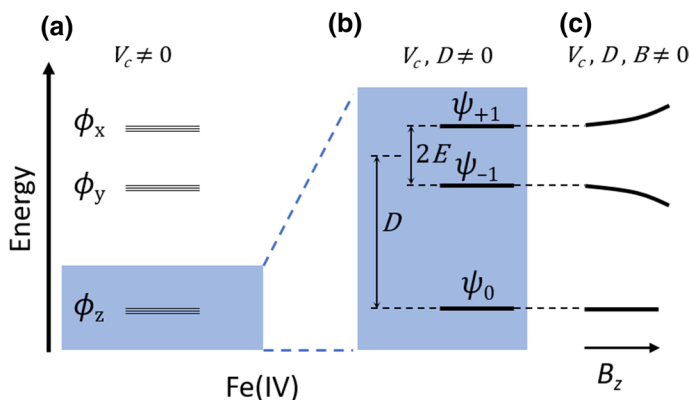 (a) (b) (c)
V_c ≠ 0 V_c, D ≠ 0 V_c, D, B ≠ 0
Energy
ϕ_x
ϕ_y
ϕ_z
ψ_{+1}
2E
ψ_{−1}
D
ψ_0
B_z
Fe(IV)